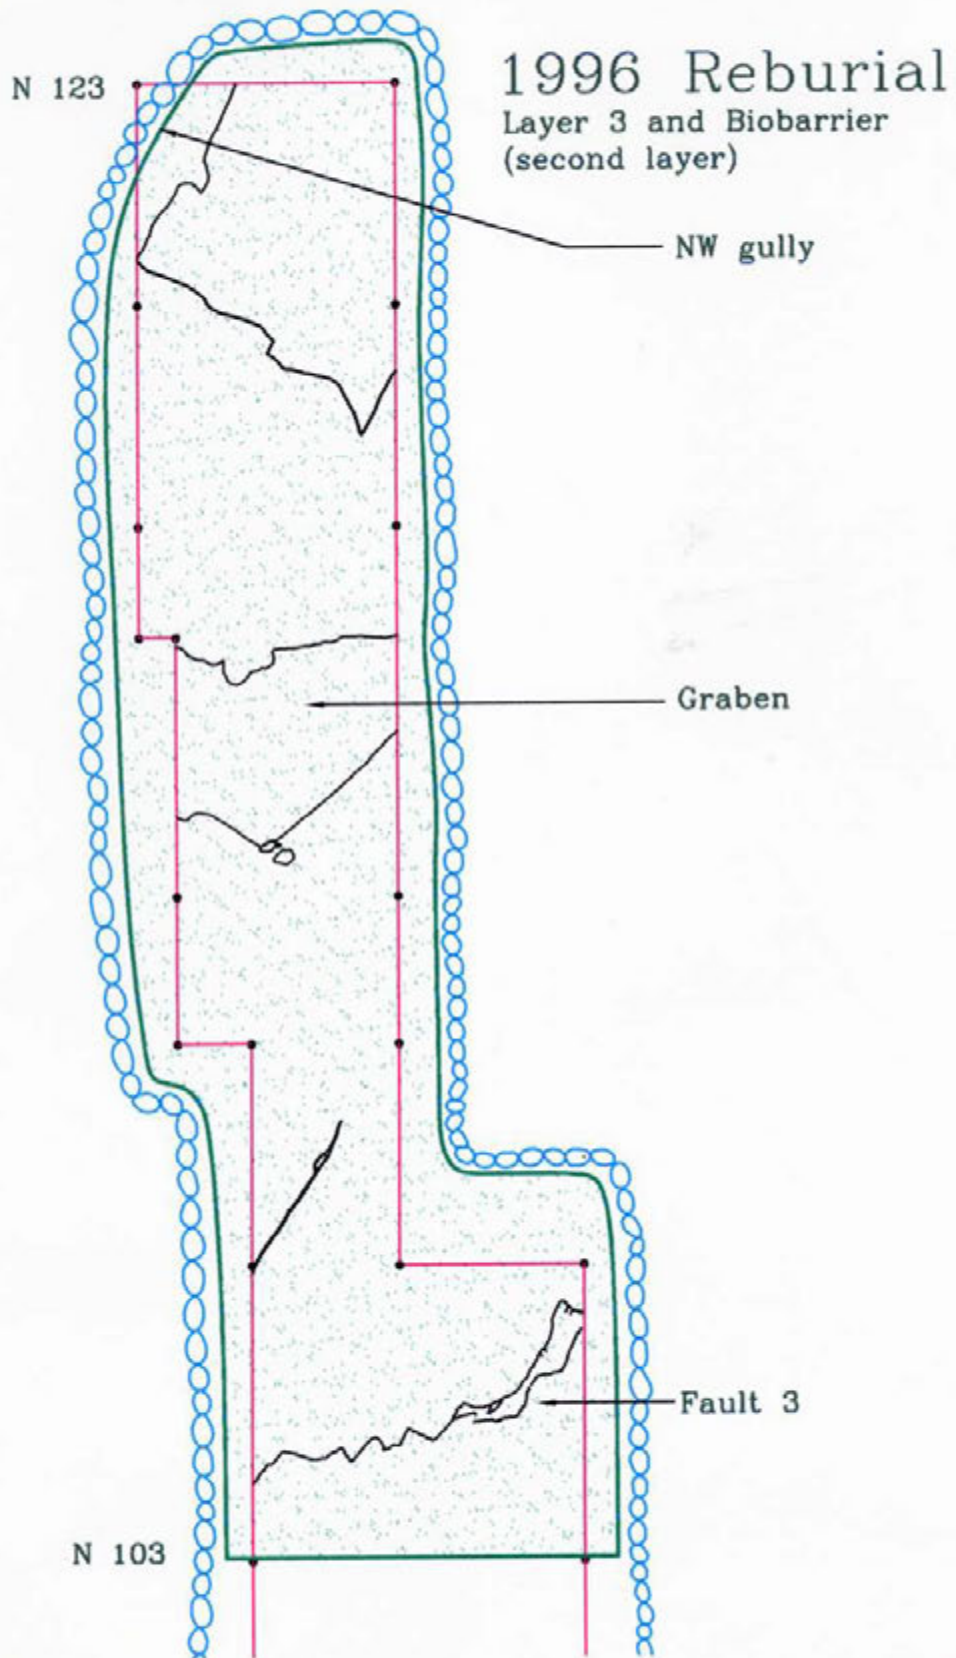 1996 Reburial
Layer 3 and Biobarrier
(second layer)
N 123
NW gully
Graben
Fault 3
N 103